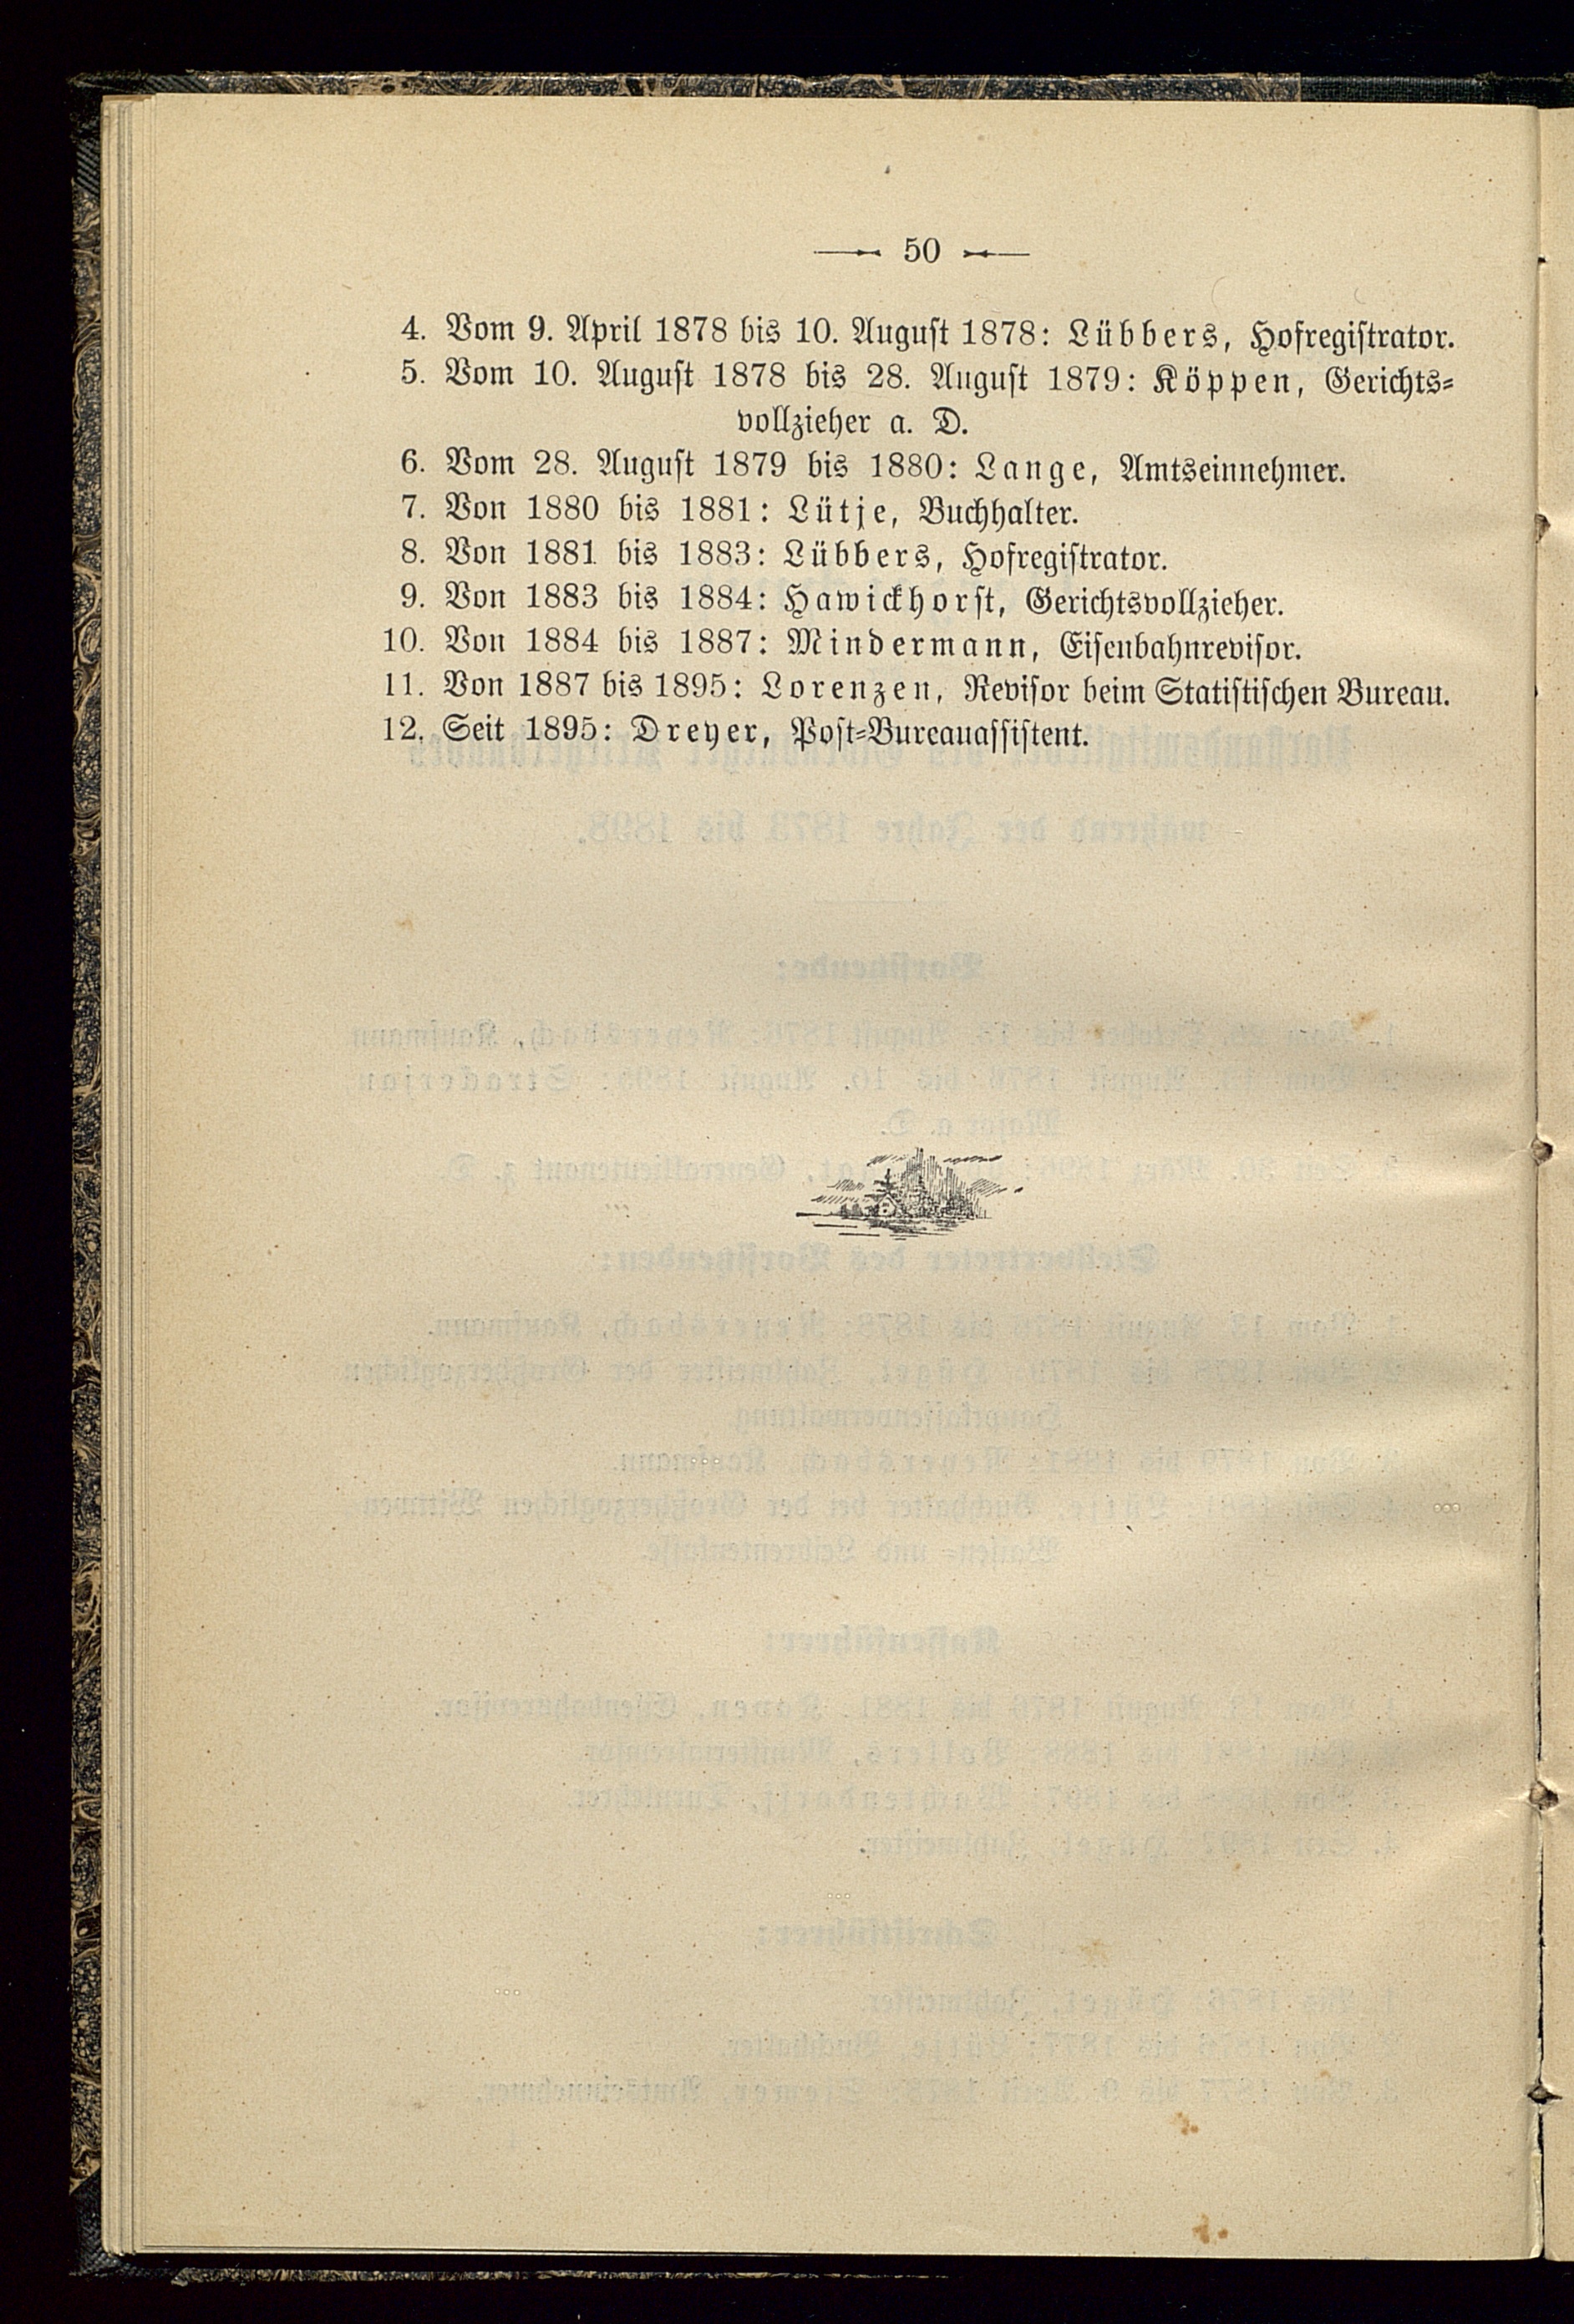 50
4. Vom 9. April 1878 bis 10. August 1878: Lübbers, Hofregistrator.
5. Vom 10. August 1878 bis 28. August 1879: Köppen, Gerichts-
vollzieher a. D.
6. Vom 28. August 1879 bis 1880: Lange, Amtseinnehmer.
7. Von 1880 bis 1881: Lütje, Buchhalter.
8. Von 1881 bis 1883: Lübbers, Hofregistrator.
9. Von 1883 bis 1884: Hawickhorst, Gerichtsvollzieher.
10. Von 1884 bis 1887: Mindermann, Eisenbahnrevisor.
11. Von 1887 bis 1895: Lorenzen, Revisor beim Statistischen Bureau.
12. Seit 1895: Dreyer, Post-Bureauassistent.